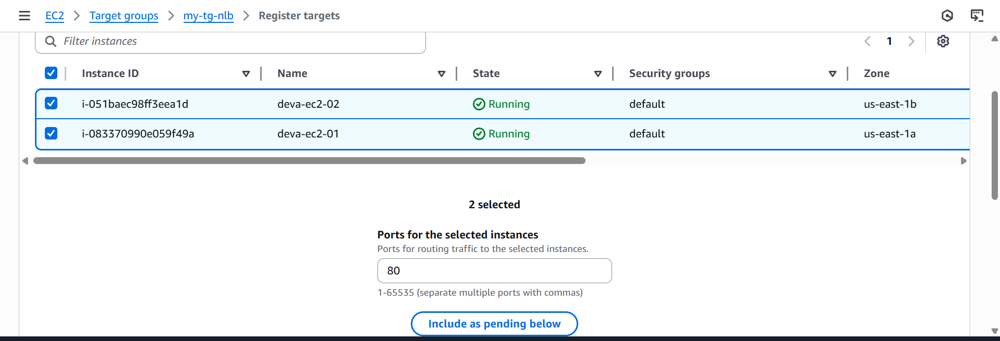 EC2 > Target groups > my-tg-nlb > Register targets
Filter instances
< 1 >
Instance ID Name State Security groups Zone
i-051baec98ff3eea1d deva-ec2-02 Running default us-east-1b
i-083370990e059f49a deva-ec2-01 Running default us-east-1a
2 selected
Ports for the selected instances
Ports for routing traffic to the selected instances.
80
1-65535 (separate multiple ports with commas)
Include as pending below